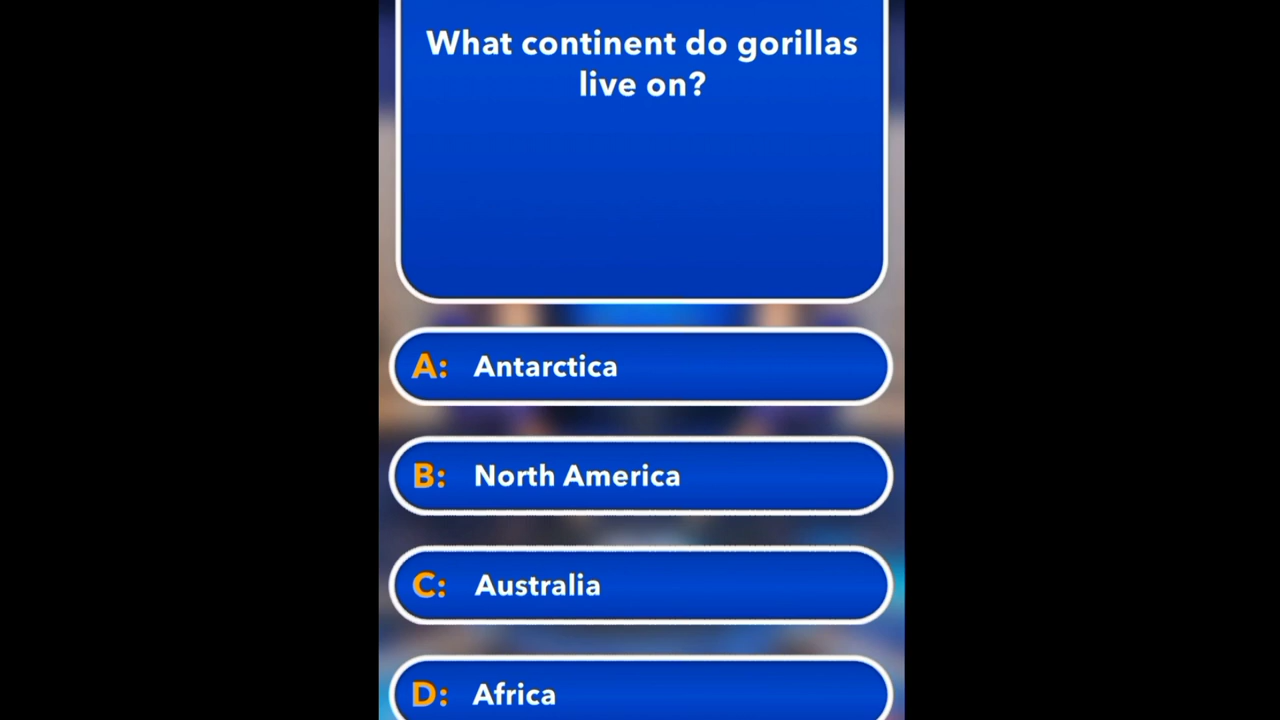 What continent do gorillas
live on?
A: Antarctica
B: North America
C: Australia
D: Africa